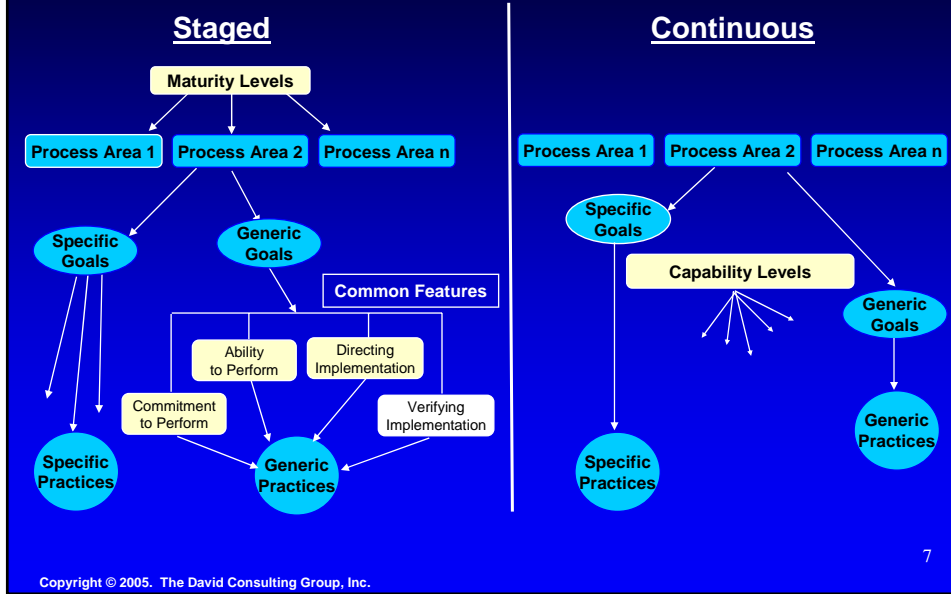 Staged
Maturity Levels
Process Area 1
Process Area 2
Process Area n
Specific
Goals
Generic
Goals
Common Features
Ability
to Perform
Directing
Implementation
Commitment
to Perform
Verifying
Implementation
Specific
Practices
Generic
Practices
Continuous
Process Area 1
Process Area 2
Process Area n
Specific
Goals
Capability Levels
Generic
Goals
Generic
Practices
Specific
Practices
7
Copyright © 2005. The David Consulting Group, Inc.